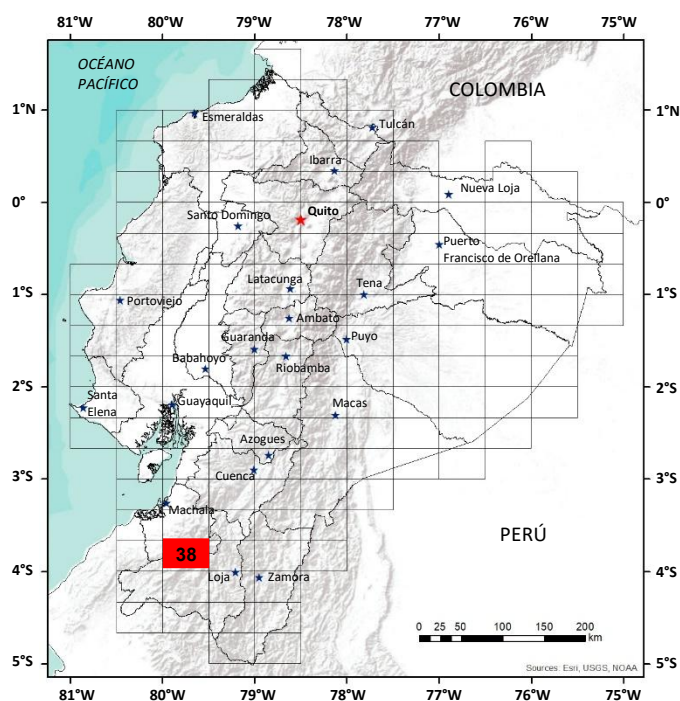 81°W 80°W 79°W 78°W 77°W 76°W 75°W
OCÉANO
PACÍFICO
COLOMBIA
1°N 1°N
Esmeraldas
Tulcán
Ibarra
Nueva Loja
0° 0°
Santo Domingo
Quito
Puerto
Francisco de Orellana
Latacunga
Tena
1°S 1°S
Portoviejo
Ambato
Guaranda
Puyo
Babahoyo
Riobamba
2°S 2°S
Santa
Elena
Guayaquil
Macas
Azogues
Cuenca
3°S 3°S
Machala
PERÚ
38
4°S 4°S
Loja
Zamora
0 25 50 100 150 200
km
5°S 5°S
Sources: Esri, USGS, NOAA
81°W 80°W 79°W 78°W 77°W 76°W 75°W